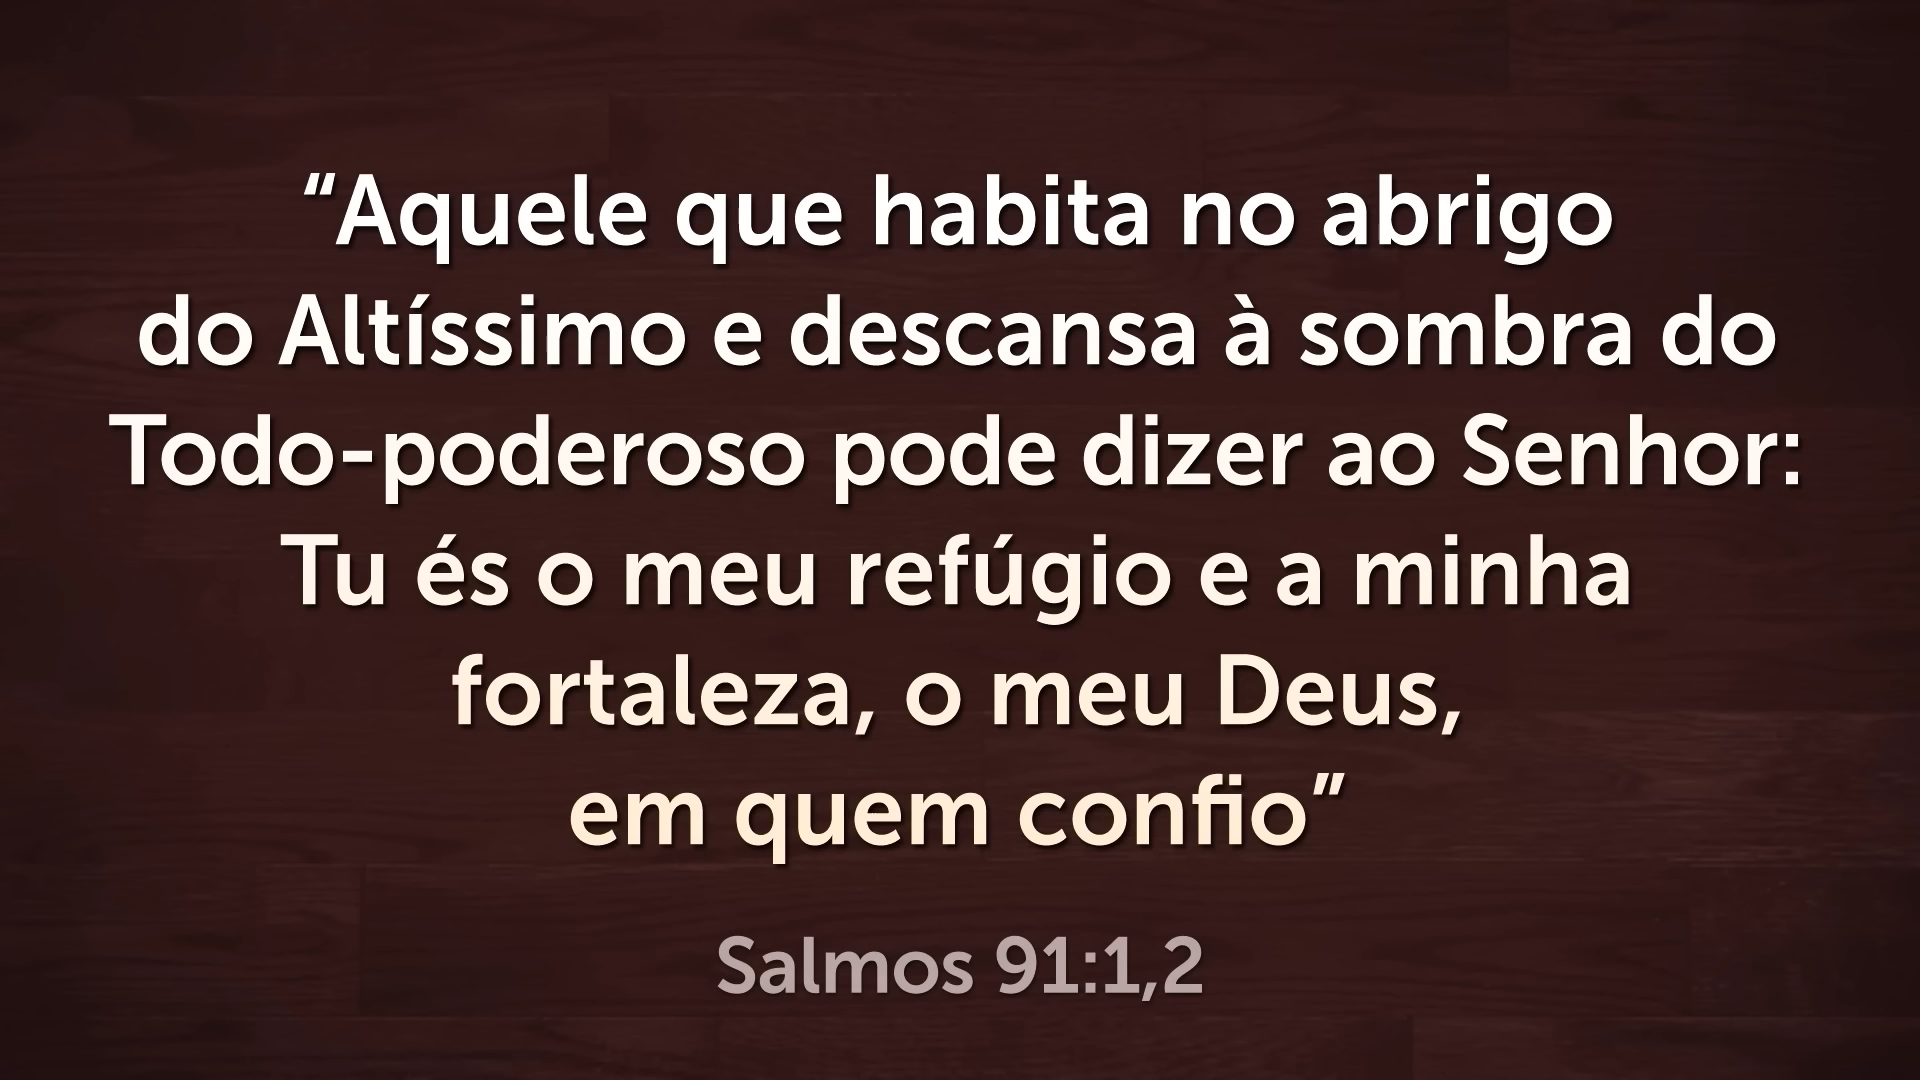 “Aquele que habita no abrigo
do Altíssimo e descansa à sombra do
Todo-poderoso pode dizer ao Senhor:
Tu és o meu refúgio e a minha
fortaleza, o meu Deus,
em quem confio”
Salmos 91:1,2